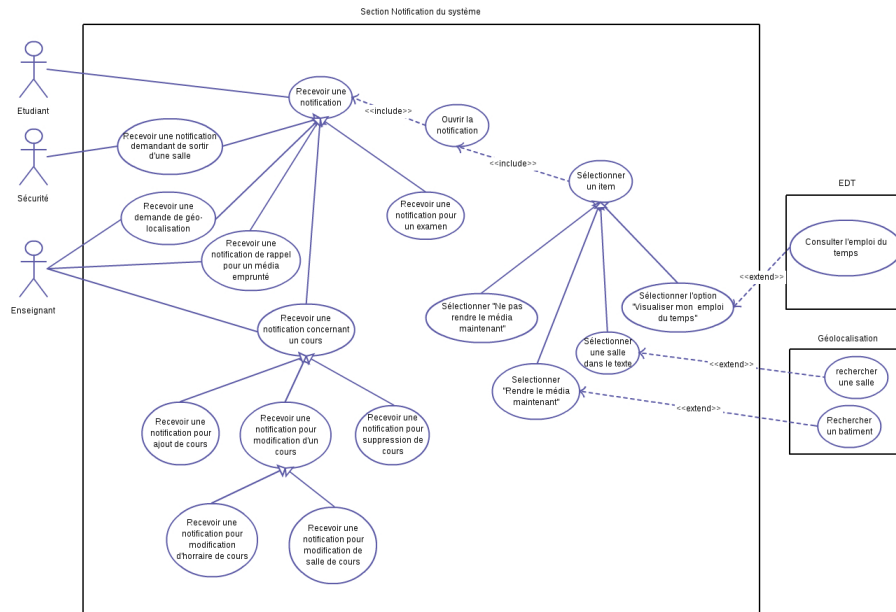 Section Notification du systéme
Etudiant
Sécurité
Enseignant
Recevoir une
notification
Recevoir une notification
demandant de sortir
d'une salle
Recevoir une
demande de géo-
localisation
Recevoir une
notification de rappel
pour un média
emprunté
Recevoir une
notification pour
un examen
<<include>>
Ouvrir la
notification
<<include>>
Sélectionner
un item
Recevoir une
notification concernant
un cours
Recevoir une
notification pour
ajout de cours
Recevoir une
notification pour
modification d'un
cours
Recevoir une
notification pour
suppression de
cours
Recevoir une
notification pour
modification
d'horraire de cours
Recevoir une
notification pour
modification de
salle de cours
Sélectionner "Ne pas
rendre le média
maintenant"
Selectionner
"Rendre le média
maintenant"
Sélectionner
une salle
dans le texte
Sélectionner l'option
"Visualiser mon emploi
du temps"
<<extend>>
<<extend>>
<<extend>>
EDT
Consulter l'emploi du
temps
Géolocalisation
rechercher
une salle
Rechercher
un batiment